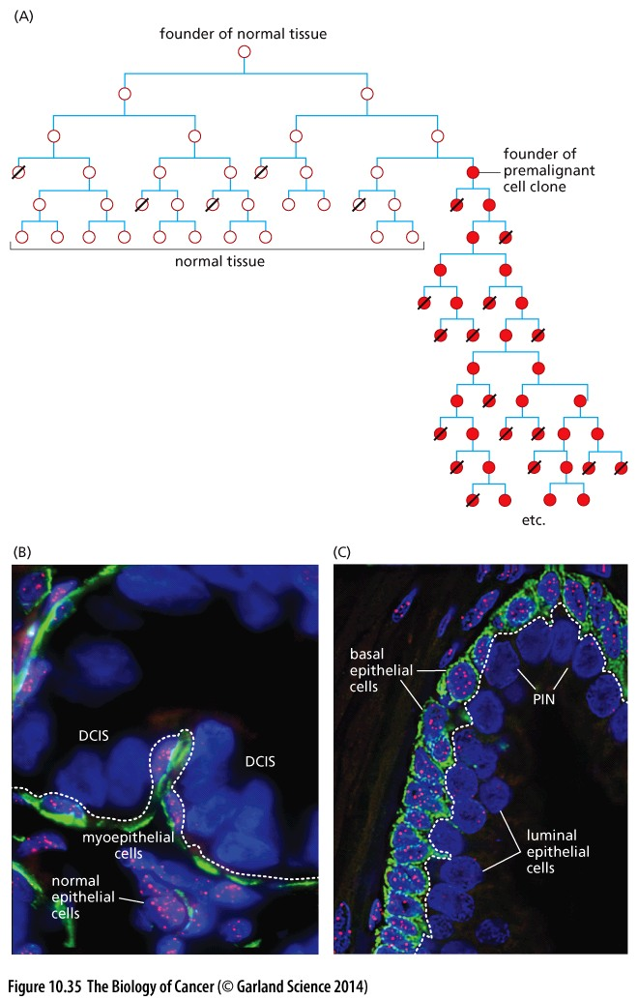 (A)
founder of normal tissue
founder of
premalignant
cell clone
normal tissue
etc.
(B)
DCIS
DCIS
myoepithelial
cells
normal
epithelial
cells
(C)
basal
epithelial
cells
PIN
luminal
epithelial
cells
Figure 10.35 The Biology of Cancer (© Garland Science 2014)